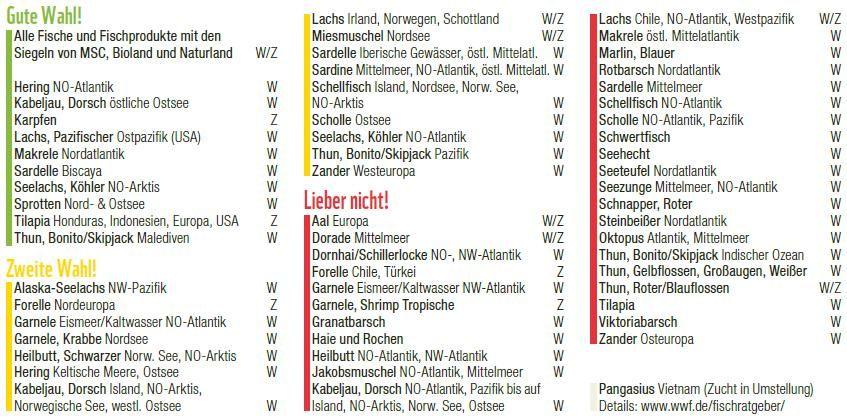 Gute Wahl!
Alle Fische und Fischprodukte mit den
Siegeln von MSC, Bioland und Naturland W/Z
Hering NO-Atlantik W
Kabeljau, Dorsch östliche Ostsee W
Karpfen Z
Lachs, Pazifischer Ostpazifik (USA) W
Makrele Nordatlantik W
Sardelle Biscaya W
Seelachs, Köhler NO-Arktis W
Sprotten Nord- & Ostsee W
Tilapia Honduras, Indonesien, Europa, USA Z
Thun, Bonito/Skipjack Malediven W
Zweite Wahl!
Alaska-Seelachs NW-Pazifik W
Forelle Nordeuropa Z
Garnele Eismeer/Kaltwasser NO-Atlantik W
Garnele, Krabbe Nordsee W
Heilbutt, Schwarzer Norw. See, NO-Arktis W
Hering Keltische Meere, Ostsee W
Kabeljau, Dorsch Island, NO-Arktis,
Norwegische See, westl. Ostsee W
Lachs Irland, Norwegen, Schottland W/Z
Miesmuschel Nordsee W/Z
Sardelle Iberische Gewässer, östl. Mittelatl. W
Sardine Mittelmeer, NO-Atlantik, östl. Mittelatl. W
Schellfisch Island, Nordsee, Norw. See,
NO-Arktis W
Scholle Ostsee W
Seelachs, Köhler NO-Atlantik W
Thun, Bonito/Skipjack Pazifik W
Zander Westeuropa W
Lieber nicht!
Aal Europa W/Z
Dorade Mittelmeer W/Z
Dornhai/Schillerlocke NO-, NW-Atlantik W
Forelle Chile, Türkei Z
Garnele Eismeer/Kaltwasser NW-Atlantik W
Garnele, Shrimp Tropische Z
Granatbarsch W
Haie und Rochen W
Heilbutt NO-Atlantik, NW-Atlantik W
Jakobsmuschel NO-Atlantik, Mittelmeer W
Kabeljau, Dorsch NO-Atlantik, Pazifik bis auf
Island, NO-Arktis, Norw. See, Ostsee W
Lachs Chile, NO-Atlantik, Westpazifik W/Z
Makrele östl. Mittelatlantik W
Marlin, Blauer W
Rotbarsch Nordatlantik W
Sardelle Mittelmeer W
Schellfisch NO-Atlantik W
Scholle NO-Atlantik, Pazifik W
Schwertfisch W
Seehecht W
Seeteufel Nordatlantik W
Seezunge Mittelmeer, NO-Atlantik W
Schnapper, Roter W
Steinbeißer Nordatlantik W
Oktopus Atlantik, Mittelmeer W
Thun, Bonito/Skipjack Indischer Ozean W
Thun, Gelbflossen, Großaugen, Weißer W
Thun, Roter/Blauflossen W/Z
Tilapia W
Viktoriabarsch W
Zander Osteuropa W
Pangasius Vietnam (Zucht in Umstellung)
Details: www.wwf.de/fischratgeber/